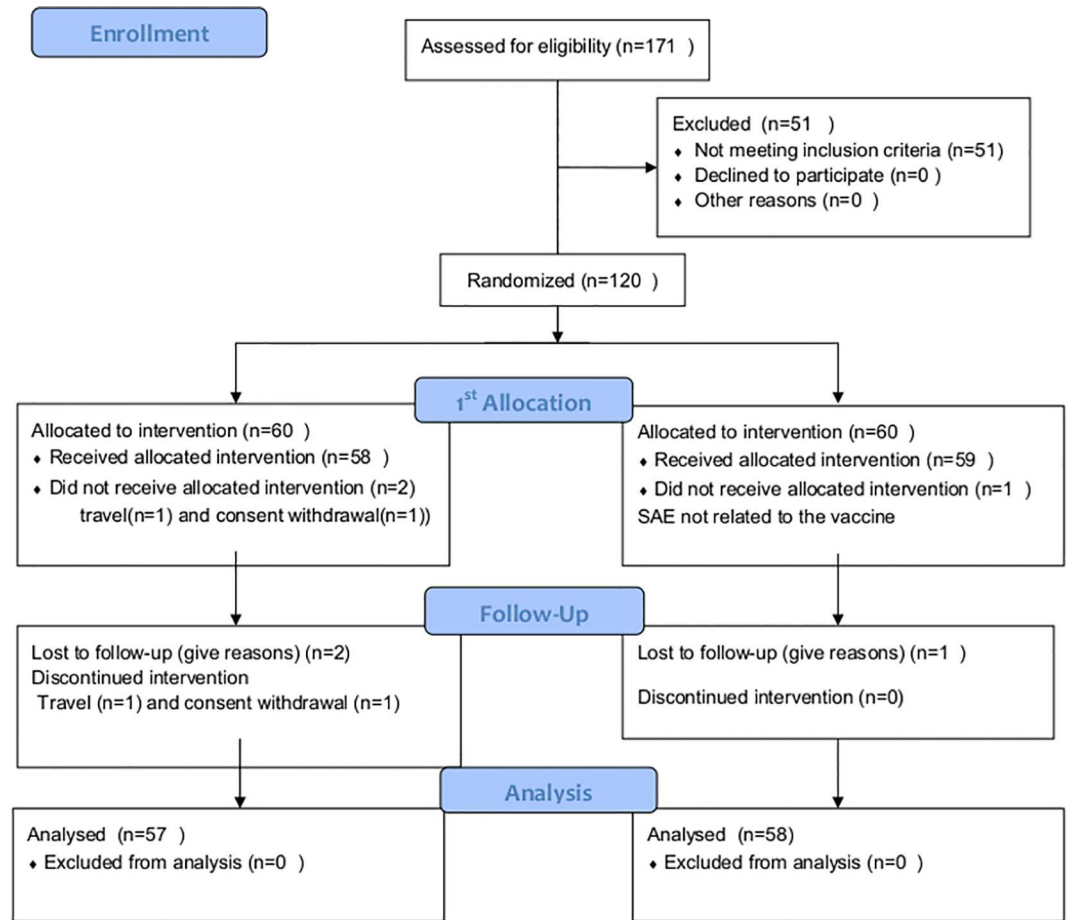 Enrollment
Assessed for eligibility (n=171 )
Excluded (n=51 )
♦ Not meeting inclusion criteria (n=51)
♦ Declined to participate (n=0 )
♦ Other reasons (n=0 )
Randomized (n=120 )
1st Allocation
Allocated to intervention (n=60 )
♦ Received allocated intervention (n=58 )
♦ Did not receive allocated intervention (n=2)
travel(n=1) and consent withdrawal(n=1))
Allocated to intervention (n=60 )
♦ Received allocated intervention (n=59 )
♦ Did not receive allocated intervention (n=1 )
SAE not related to the vaccine
Follow-Up
Lost to follow-up (give reasons) (n=2)
Discontinued intervention
Travel (n=1) and consent withdrawal (n=1)
Lost to follow-up (give reasons) (n=1 )
Discontinued intervention (n=0)
Analysis
Analysed (n=57 )
♦ Excluded from analysis (n=0 )
Analysed (n=58)
♦ Excluded from analysis (n=0 )